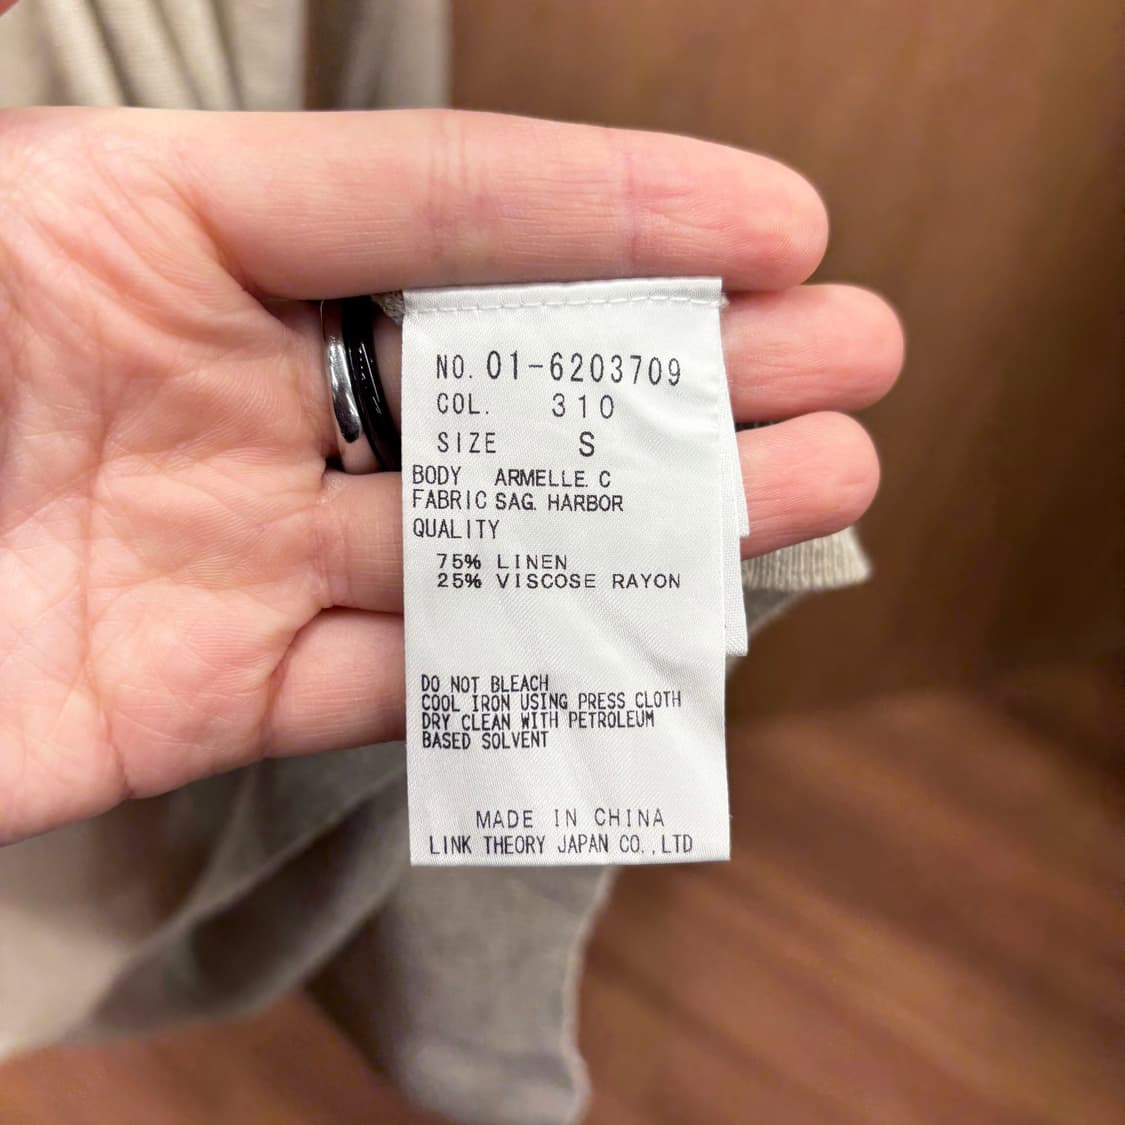 NO. 01-6203709
COL. 310
SIZE S
BODY ARMELLE. C
FABRIC SAG. HARBOR
QUALITY
75% LINEN
25% VISCOSE RAYON
DO NOT BLEACH
COOL IRON USING PRESS CLOTH
DRY CLEAN WITH PETROLEUM
BASED SOLVENT
MADE IN CHINA
LINK THEORY JAPAN CO.,LTD